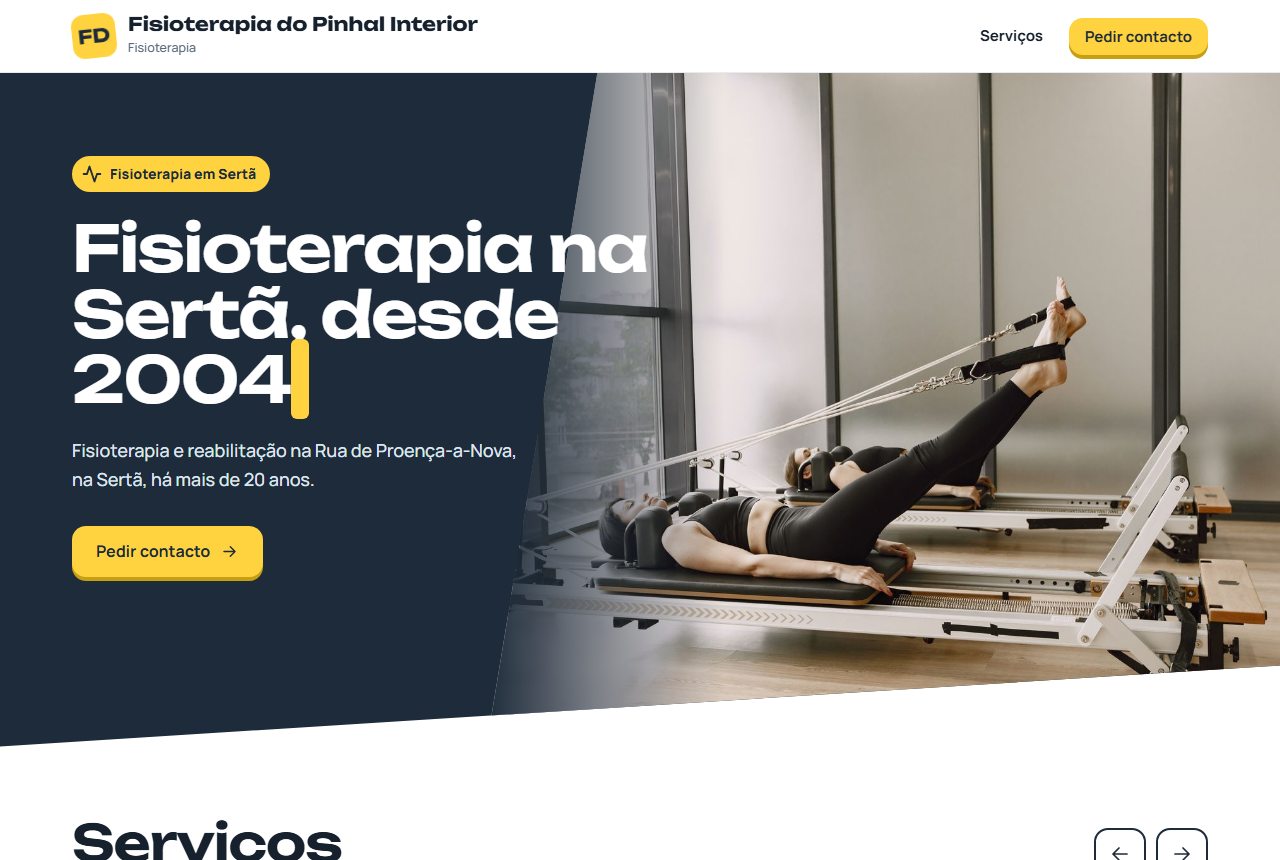 FD
Fisioterapia do Pinhal Interior
Fisioterapia
Serviços
Pedir contacto
Fisioterapia em Sertã
Fisioterapia na
Sertã, desde
2004
Fisioterapia e reabilitação na Rua de Proença-a-Nova,
na Sertã, há mais de 20 anos.
Pedir contacto
Serviços